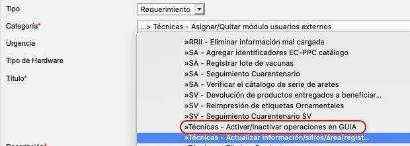 Tipo
Requerimiento
Categoría*
...> Técnicas - Asignar/Quitar módulo usuarios externos
Urgencia
»RRII - Eliminar información mal cargada
»SA - Agregar identificadores EC-PPC catálogo
Tipo de Hardware
»SA - Registrar lote de vacunas
»SA - Seguimiento Cuarentenario
Título*
»SA - Verificar el catálogo de serie de aretes
»SV - Devolución de productos entregados a beneficiar...
»SV - Reimpresión de etiquetas Ornamentales
»SV - Seguimiento Cuarentenario SV
»Técnicas - Activar/Inactivar operaciones en GUIA
»Técnicas - Actualizar información/sitios/área|regist...